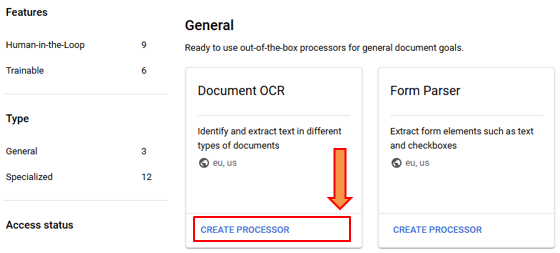 Features
Human-in-the-Loop 9
Trainable 6
Type
General 3
Specialized 12
Access status
General
Ready to use out-of-the-box processors for general document goals.
Document OCR
Identify and extract text in different
types of documents
eu, us
CREATE PROCESSOR
Form Parser
Extract form elements such as text
and checkboxes
eu, us
CREATE PROCESSOR